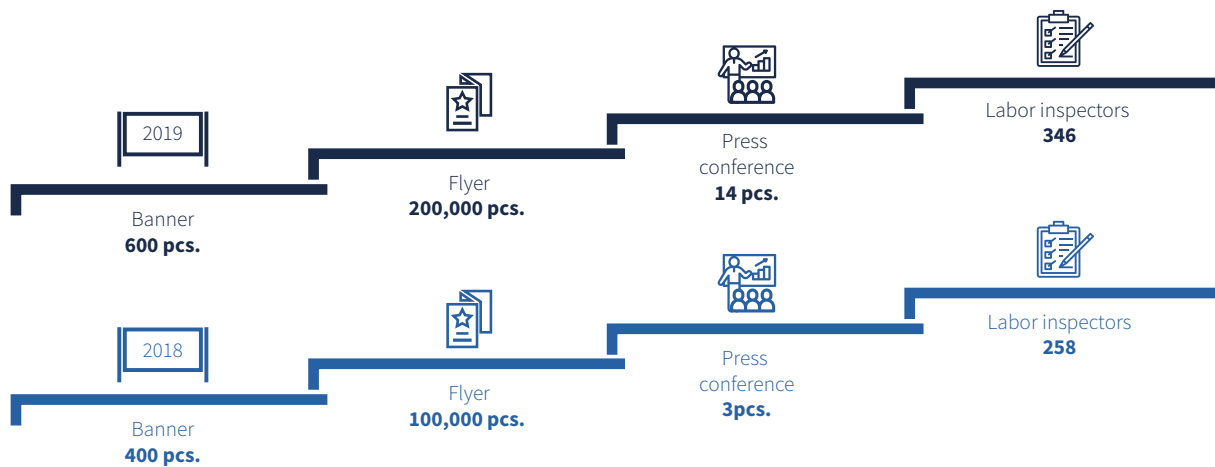 2019
Banner
600 pcs.
Flyer
200,000 pcs.
Press
conference
14 pcs.
Labor inspectors
346
2018
Banner
400 pcs.
Flyer
100,000 pcs.
Press
conference
3pcs.
Labor inspectors
258